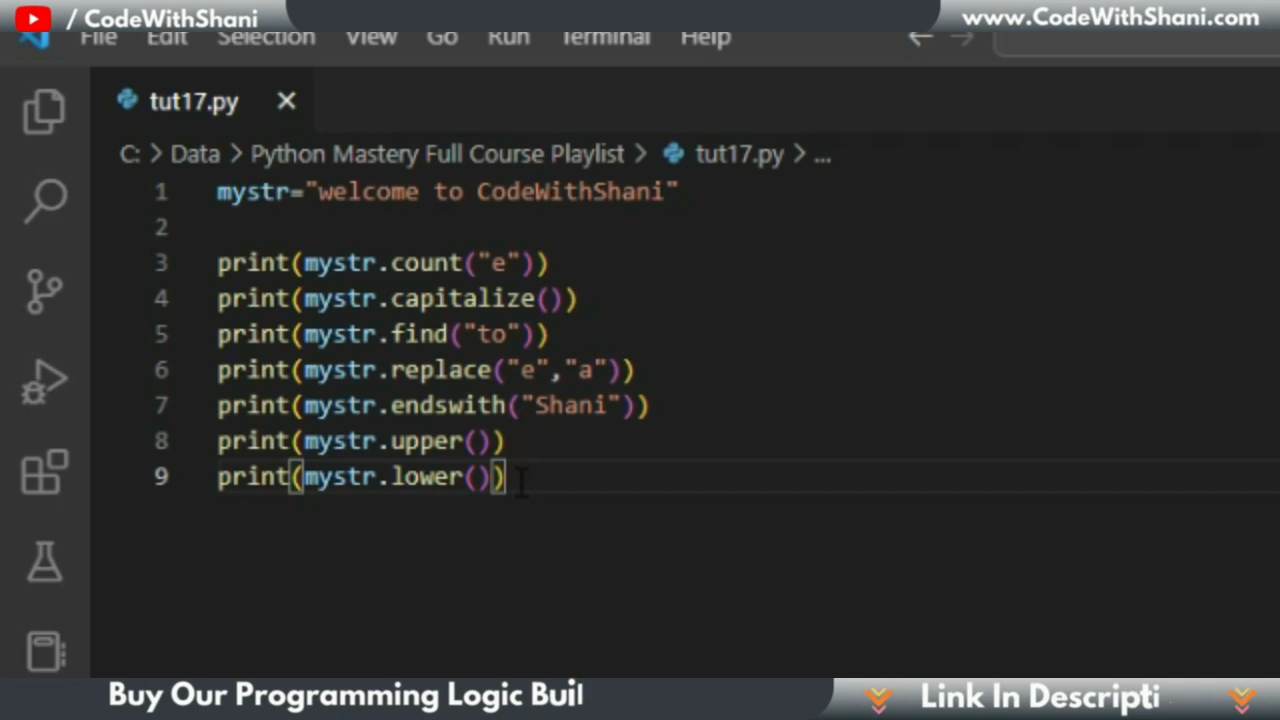 / CodeWithShani
www.CodeWithShani.com
File Edit Selection View Go Run Terminal Help
tut17.py
C: > Data > Python Mastery Full Course Playlist > tut17.py > ...
1 mystr="welcome to CodeWithShani"
2
3 print(mystr.count("e"))
4 print(mystr.capitalize())
5 print(mystr.find("to"))
6 print(mystr.replace("e","a"))
7 print(mystr.endswith("Shani"))
8 print(mystr.upper())
9 print(mystr.lower())
Buy Our Programming Logic Buil
Link In Descripti